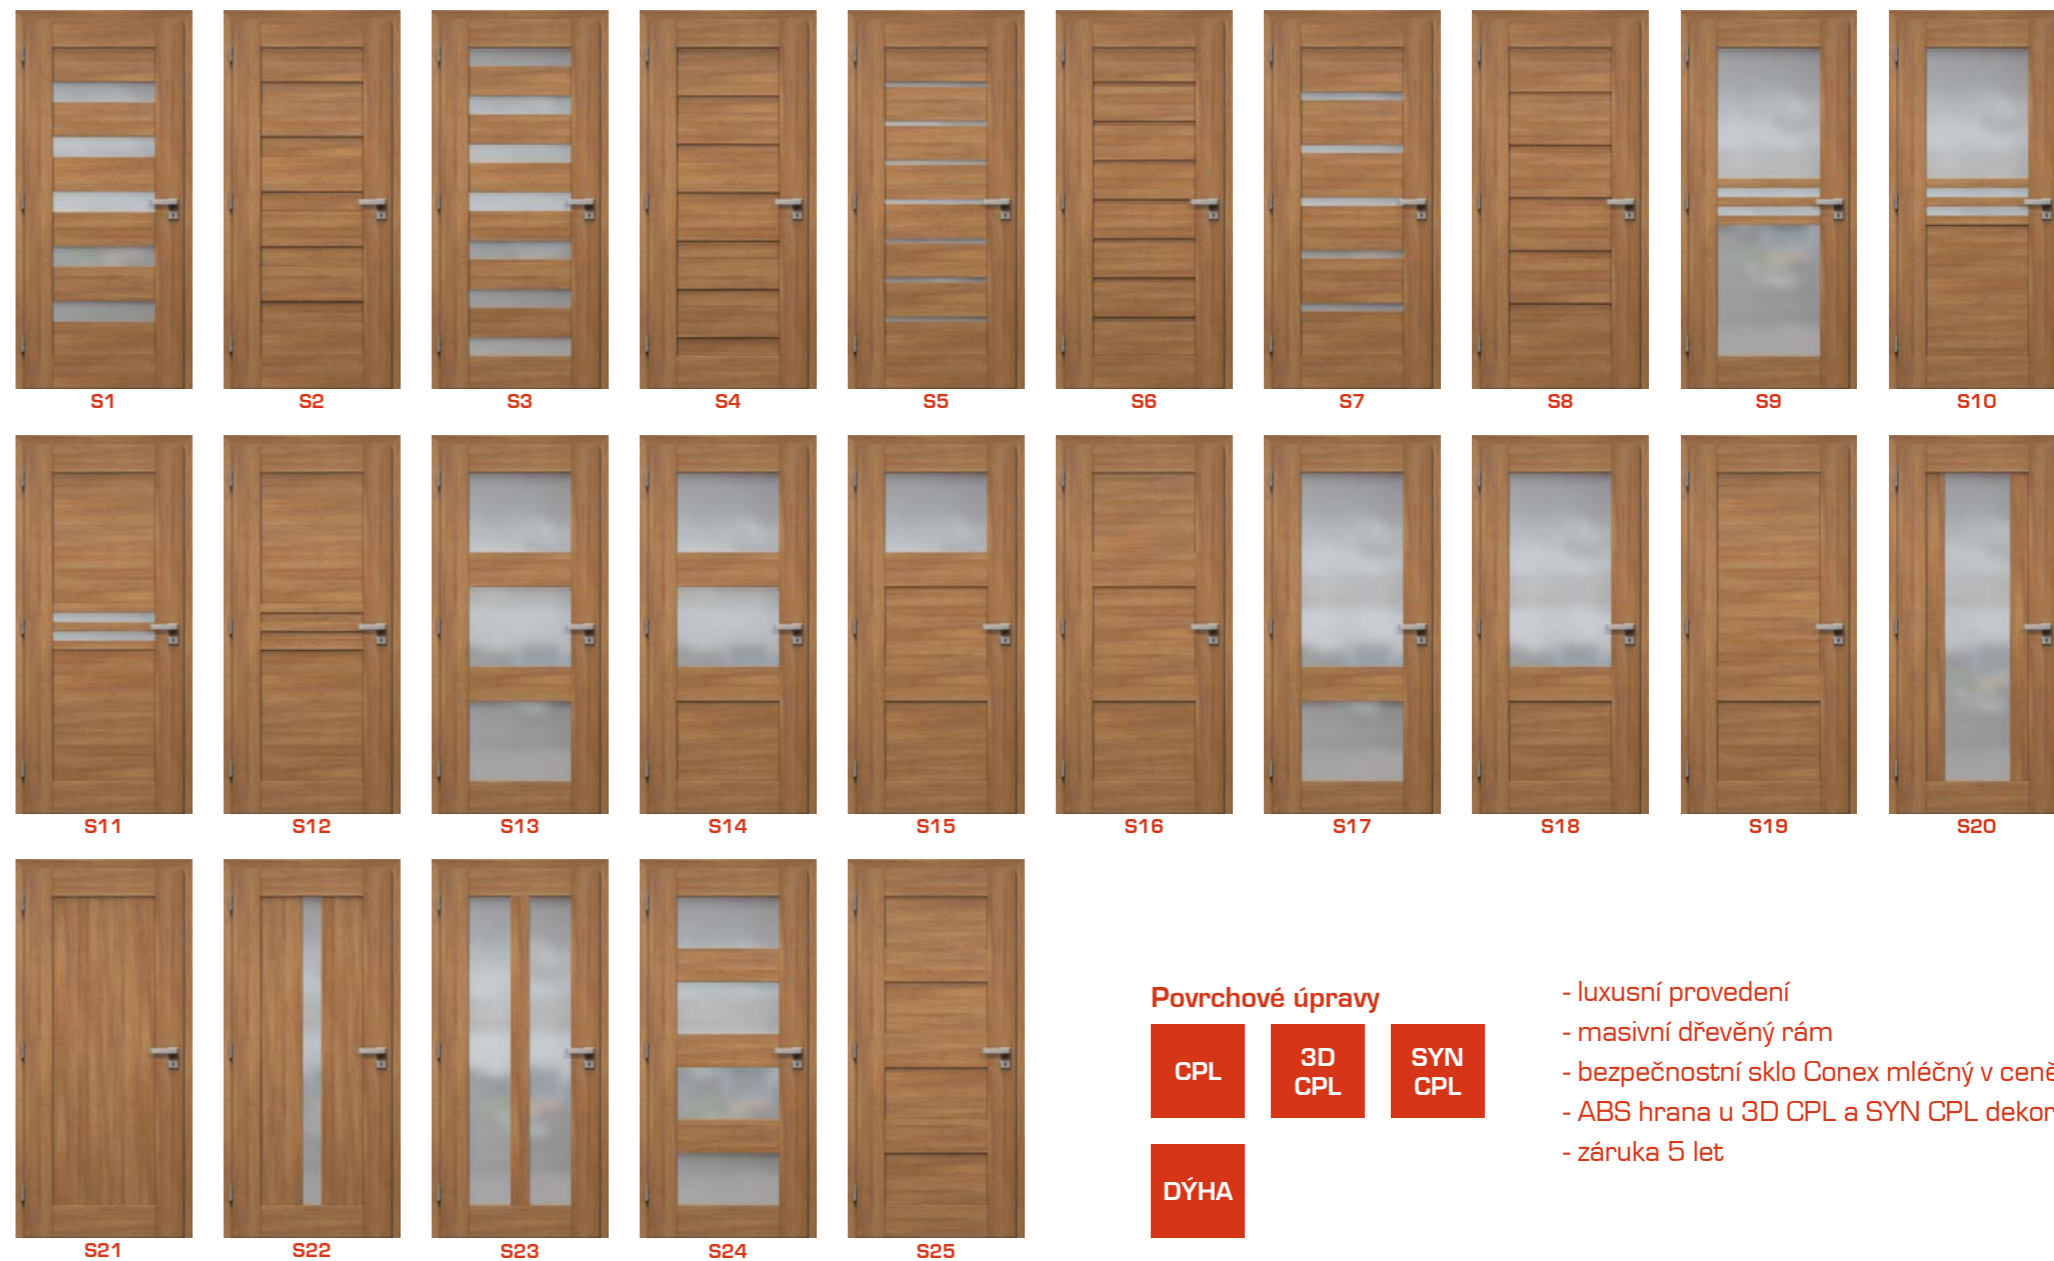 S1 S2 S3 S4 S5 S6 S7 S8 S9 S10
S11 S12 S13 S14 S15 S16 S17 S18 S19 S20
S21 S22 S23 S24 S25
Povrchové úpravy
CPL
3D
CPL
SYN
CPL
DÝHA
- luxusní provedení
- masivní dřevěný rám
- bezpečnostní sklo Conex mléčný v ceně
- ABS hrana u 3D CPL a SYN CPL dekor
- záruka 5 let